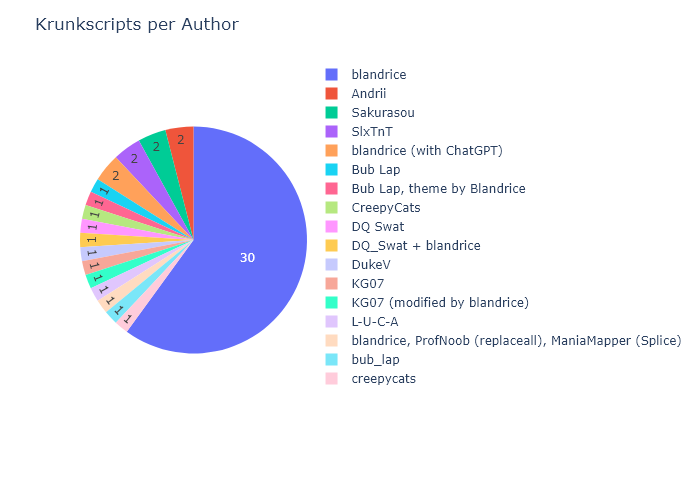 Krunkscripts per Author
30
2
2
2
2
1
1
1
1
1
1
1
1
1
1
1
1
blandrice
Andrii
Sakurasou
SlxTnT
blandrice (with ChatGPT)
Bub Lap
Bub Lap, theme by Blandrice
CreepyCats
DQ Swat
DQ_Swat + blandrice
DukeV
KG07
KG07 (modified by blandrice)
L-U-C-A
blandrice, ProfNoob (replaceall), ManiaMapper (Splice)
bub_lap
creepycats